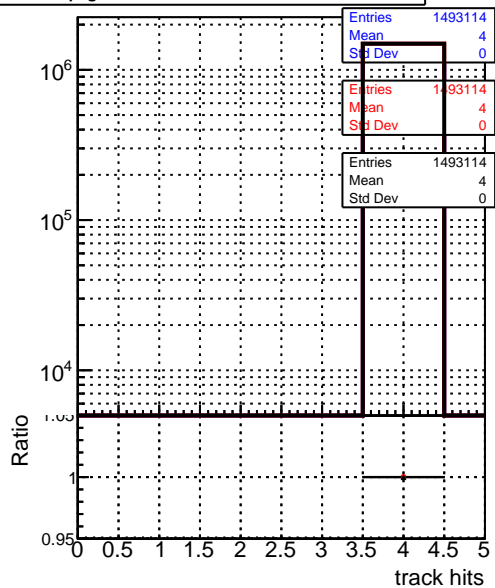 Entries 1493114
Mean 4
Std Dev 0
Entries 1493114
Mean 4
Std Dev 0
Entries 1493114
Mean 4
Std Dev 0
10^6
10^5
10^4
1.05
Ratio
1
0.95
0 0.5 1 1.5 2 2.5 3 3.5 4 4.5 5
track hits